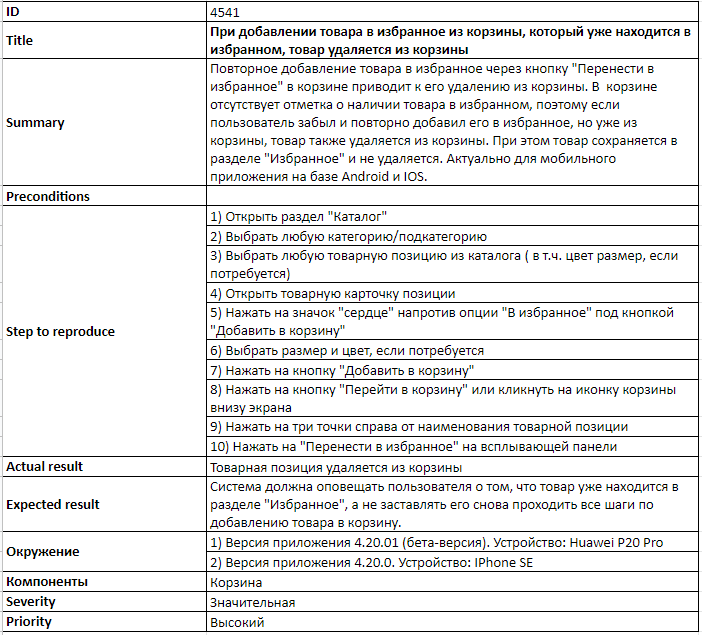 ID 4541
Title При добавлении товара в избранное из корзины, который уже находится в
избранном, товар удаляется из корзины
Summary Повторное добавление товара в избранное через кнопку "Перенести в
избранное" в корзине приводит к его удалению из корзины. В  корзине
отсутствует отметка о наличии товара в избранном, поэтому если
пользователь забыл и повторно добавил его в избранное, но уже из
корзины, товар также удаляется из корзины. При этом товар сохраняется в
разделе "Избранное" и не удаляется. Актуально для мобильного
приложения на базе Android и IOS.
Preconditions
Step to reproduce 1) Открыть раздел "Каталог"
2) Выбрать любую категорию/подкатегорию
3) Выбрать любую товарную позицию из каталога ( в т.ч. цвет размер, если
потребуется)
4) Открыть товарную карточку позиции
5) Нажать на значок "сердце" напротив опции "В избранное" под кнопкой
"Добавить в корзину"
6) Выбрать размер и цвет, если потребуется
7) Нажать на кнопку "Добавить в корзину"
8) Нажать на кнопку "Перейти в корзину" или кликнуть на иконку корзины
внизу экрана
9) Нажать на три точки справа от наименования товарной позиции
10) Нажать на "Перенести в избранное" на всплывающей панели
Actual result Товарная позиция удаляется из корзины
Expected result Система должна оповещать пользователя о том, что товар уже находится в
разделе "Избранное", а не заставлять его снова проходить все шаги по
добавлению товара в корзину.
Окружение 1) Версия приложения 4.20.01 (бета-версия). Устройство: Huawei P20 Pro
2) Версия приложения 4.20.0. Устройство: IPhone SE
Компоненты Корзина
Severity Значительная
Priority Высокий